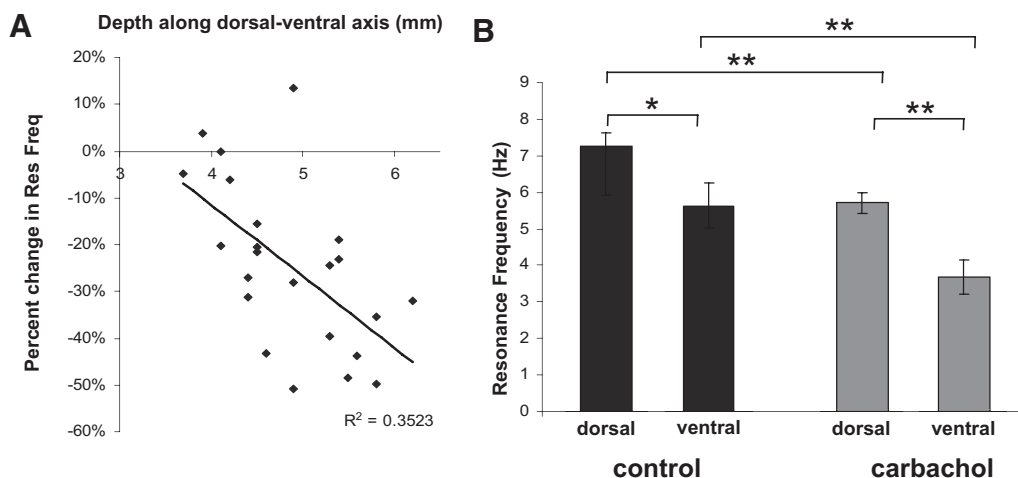 A
Depth along dorsal-ventral axis (mm)
20%
10%
0%
3 4 5 6
-10%
-20%
-30%
-40%
-50%
-60%
Percent change in Res Freq
R² = 0.3523
B
**
**
*
**
9
8
7
6
5
4
3
2
1
0
Resonance Frequency (Hz)
dorsal ventral dorsal ventral
control carbachol